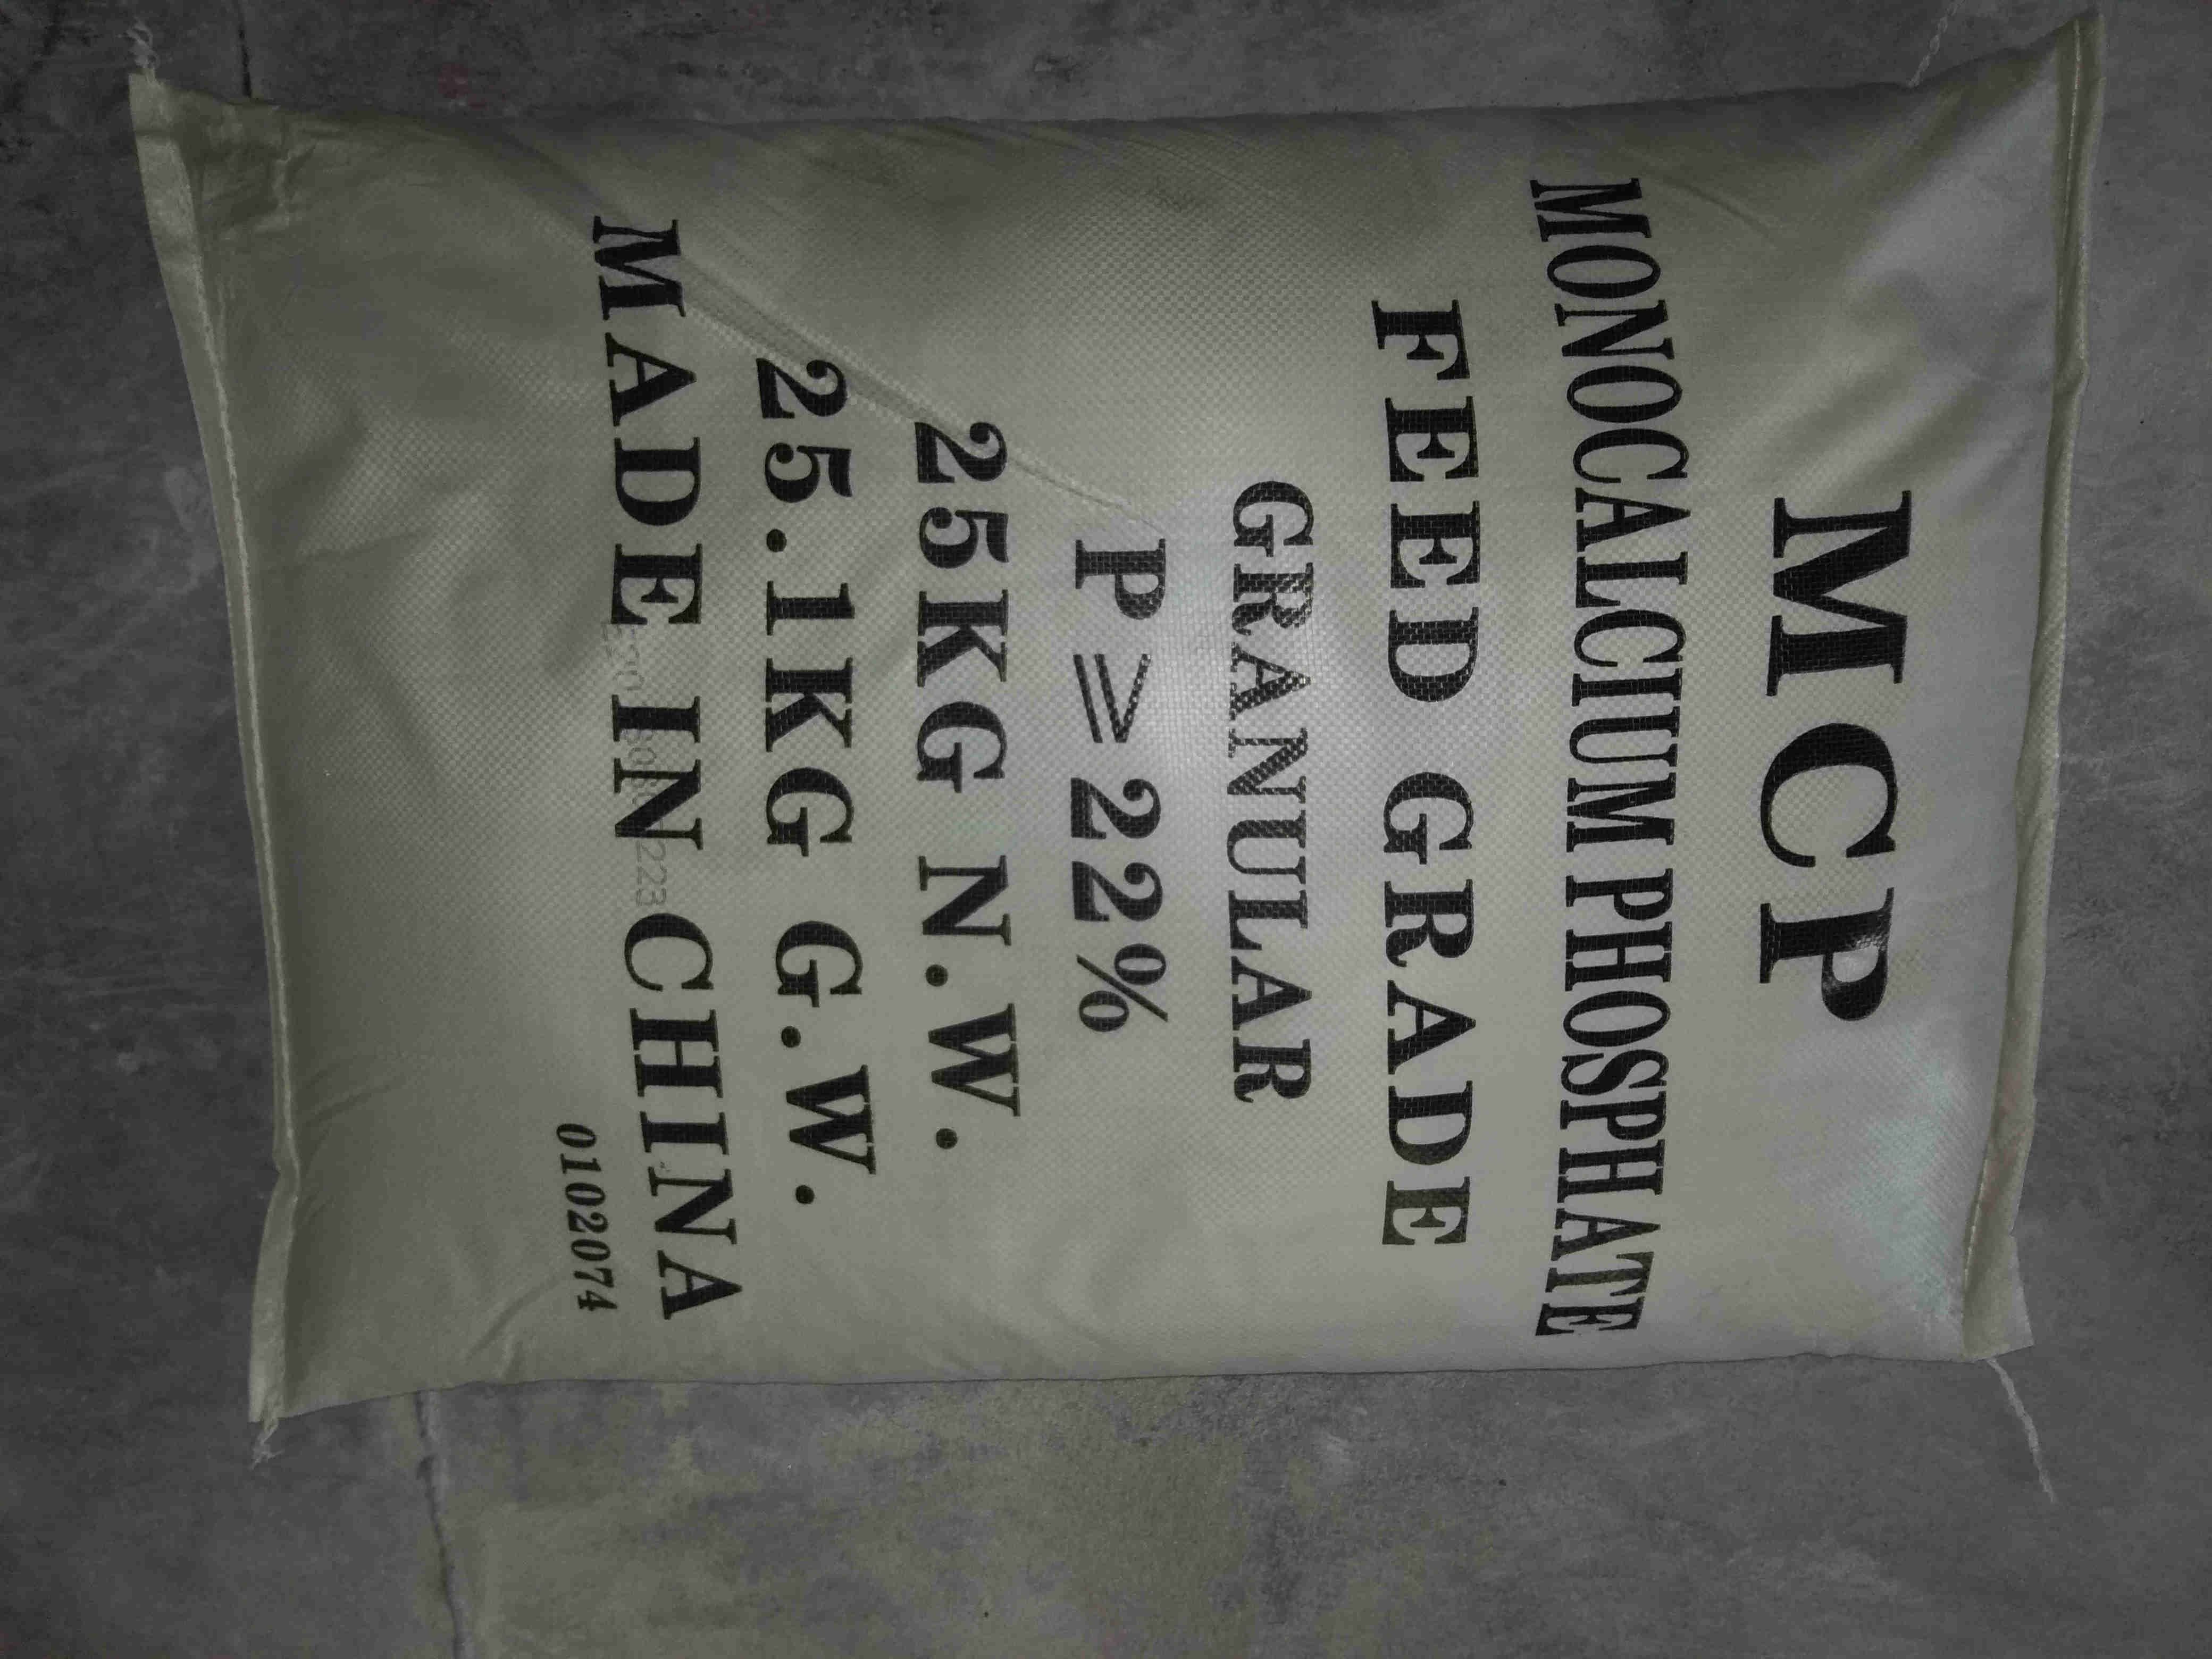 MCP
MONOCALCIUM PHOSPHATE
FEED GRADE
GRANULAR
P≥22%
25KG N.W.
25.1KG G.W.
MADE IN CHINA
0102074